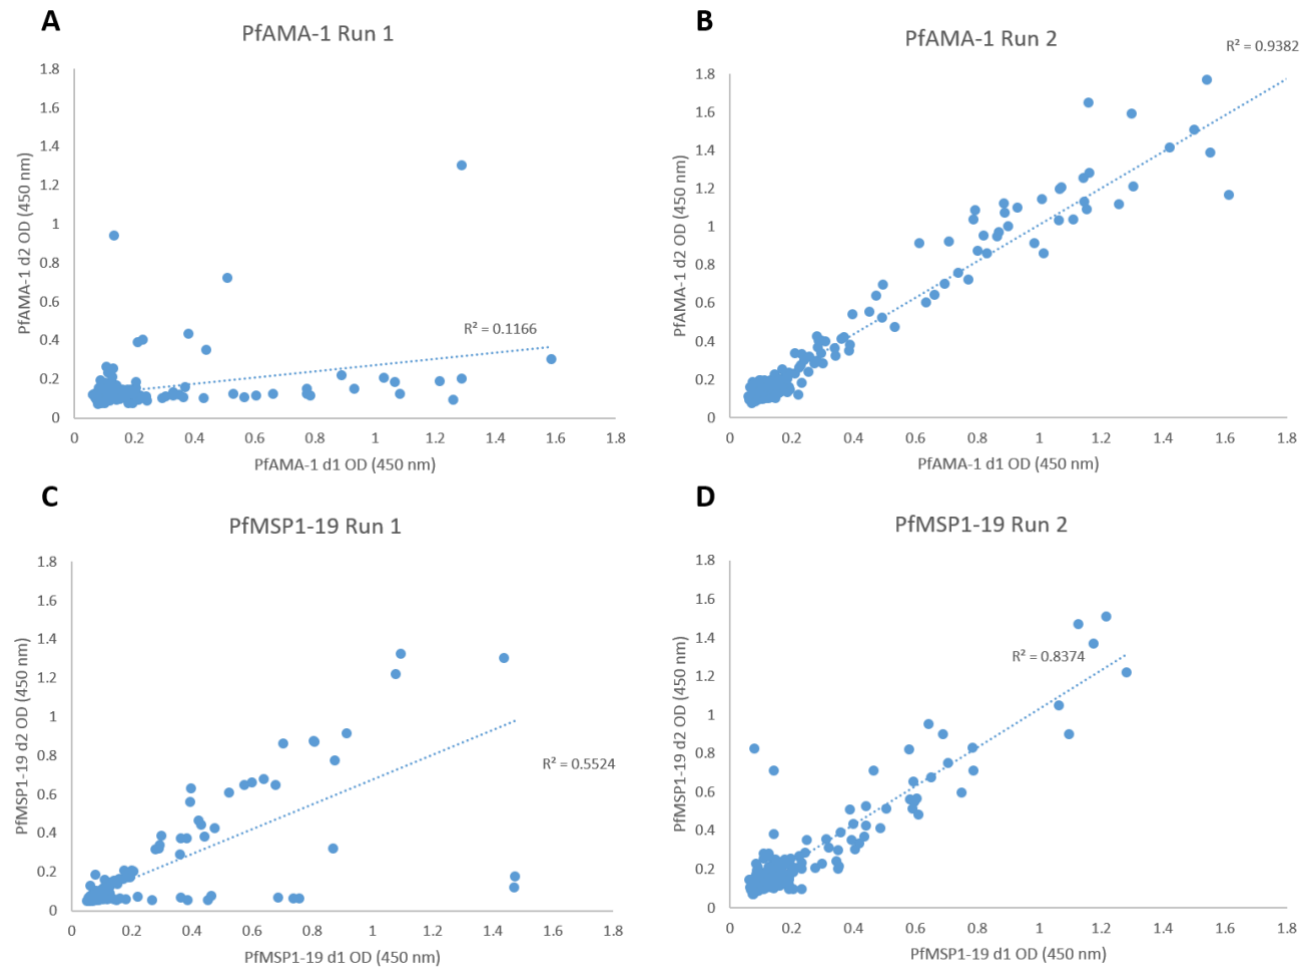 A
PfAMA-1 Run 1
PfAMA-1 d2 OD (450 nm)
1.8
1.6
1.4
1.2
1
0.8
0.6
0.4
0.2
0
R² = 0.1166
0 0.2 0.4 0.6 0.8 1 1.2 1.4 1.6 1.8
PfAMA-1 d1 OD (450 nm)
B
PfAMA-1 Run 2
R² = 0.9382
PfAMA-1 d2 OD (450 nm)
1.8
1.6
1.4
1.2
1
0.8
0.6
0.4
0.2
0
0 0.2 0.4 0.6 0.8 1 1.2 1.4 1.6 1.8
PfAMA-1 d1 OD (450 nm)
C
PfMSP1-19 Run 1
PfMSP1-19 d2 OD (450 nm)
1.8
1.6
1.4
1.2
1
0.8
0.6
0.4
0.2
0
R² = 0.5524
0 0.2 0.4 0.6 0.8 1 1.2 1.4 1.6 1.8
PfMSP1-19 d1 OD (450 nm)
D
PfMSP1-19 Run 2
PfMSP1-19 d2 OD (450 nm)
1.8
1.6
1.4
1.2
1
0.8
0.6
0.4
0.2
0
R² = 0.8374
0 0.2 0.4 0.6 0.8 1 1.2 1.4 1.6 1.8
PfMSP1-19 d1 OD (450 nm)